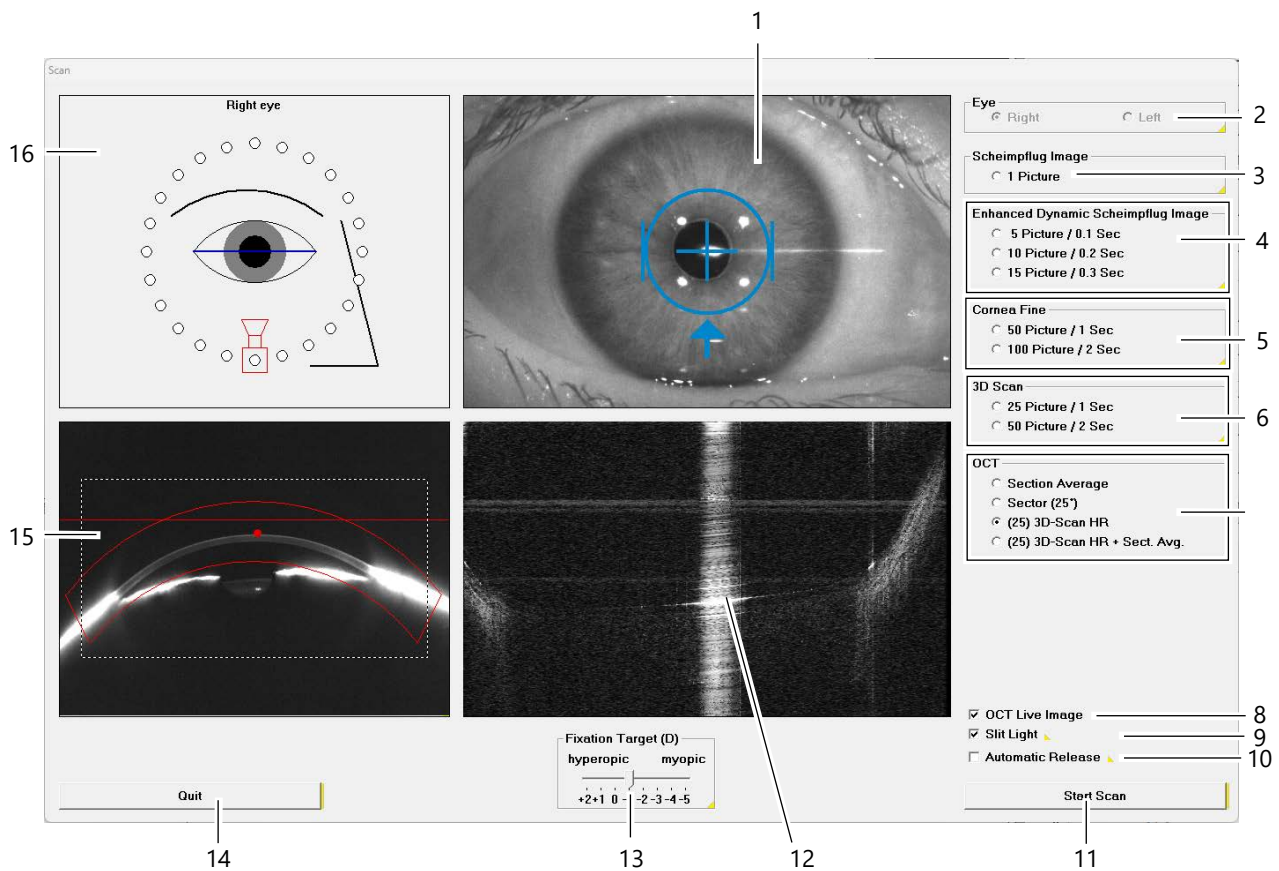 1
Scan
Right eye
16
Eye
Right Left
2
Scheimpflug Image
1 Picture
3
Enhanced Dynamic Scheimpflug Image
5 Picture / 0.1 Sec
10 Picture / 0.2 Sec
15 Picture / 0.3 Sec
4
Cornea Fine
50 Picture / 1 Sec
100 Picture / 2 Sec
5
3D Scan
25 Picture / 1 Sec
50 Picture / 2 Sec
6
OCT
Section Average
Sector (25°)
(25) 3D-Scan HR
(25) 3D-Scan HR + Sect. Avg.
15
OCT Live Image
8
Slit Light
9
Automatic Release
10
Fixation Target (D)
hyperopic myopic
+2 +1 0 -1 -2 -3 -4 -5
Quit
Start Scan
14
13
12
11